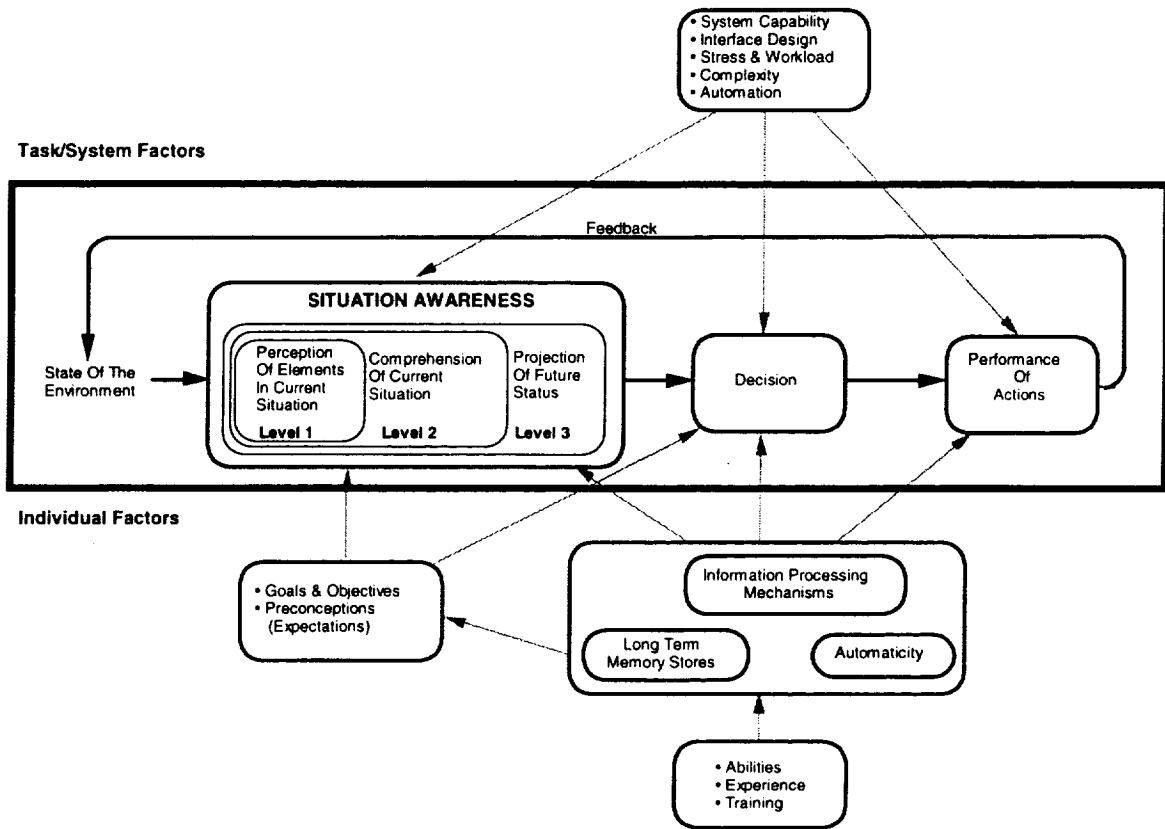 • System Capability
• Interface Design
• Stress & Workload
• Complexity
• Automation
Task/System Factors
Feedback
SITUATION AWARENESS
State Of The
Environment
Perception
Of Elements
In Current
Situation
Level 1
Comprehension
Of Current
Situation
Level 2
Projection
Of Future
Status
Level 3
Decision
Performance
Of
Actions
Individual Factors
• Goals & Objectives
• Preconceptions
(Expectations)
Information Processing
Mechanisms
Long Term
Memory Stores
Automaticity
• Abilities
• Experience
• Training